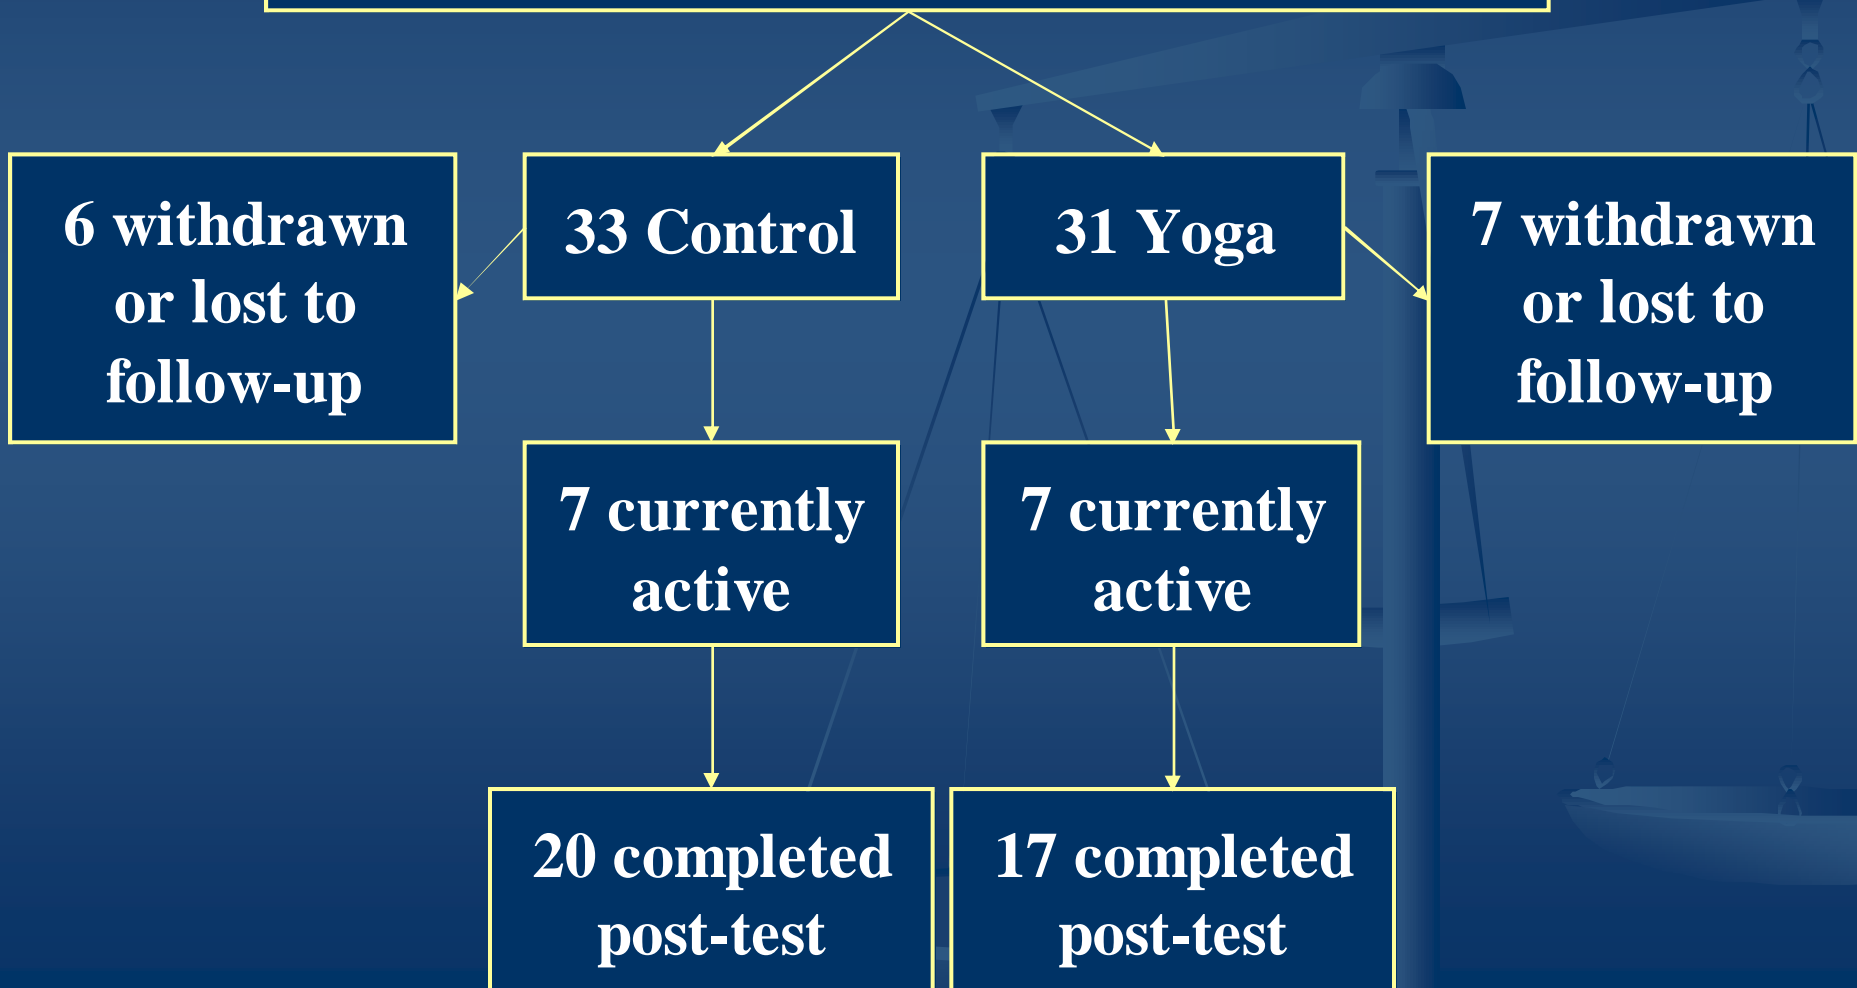 33 Control
31 Yoga
6 withdrawn
or lost to
follow-up
7 withdrawn
or lost to
follow-up
7 currently
active
7 currently
active
20 completed
post-test
17 completed
post-test